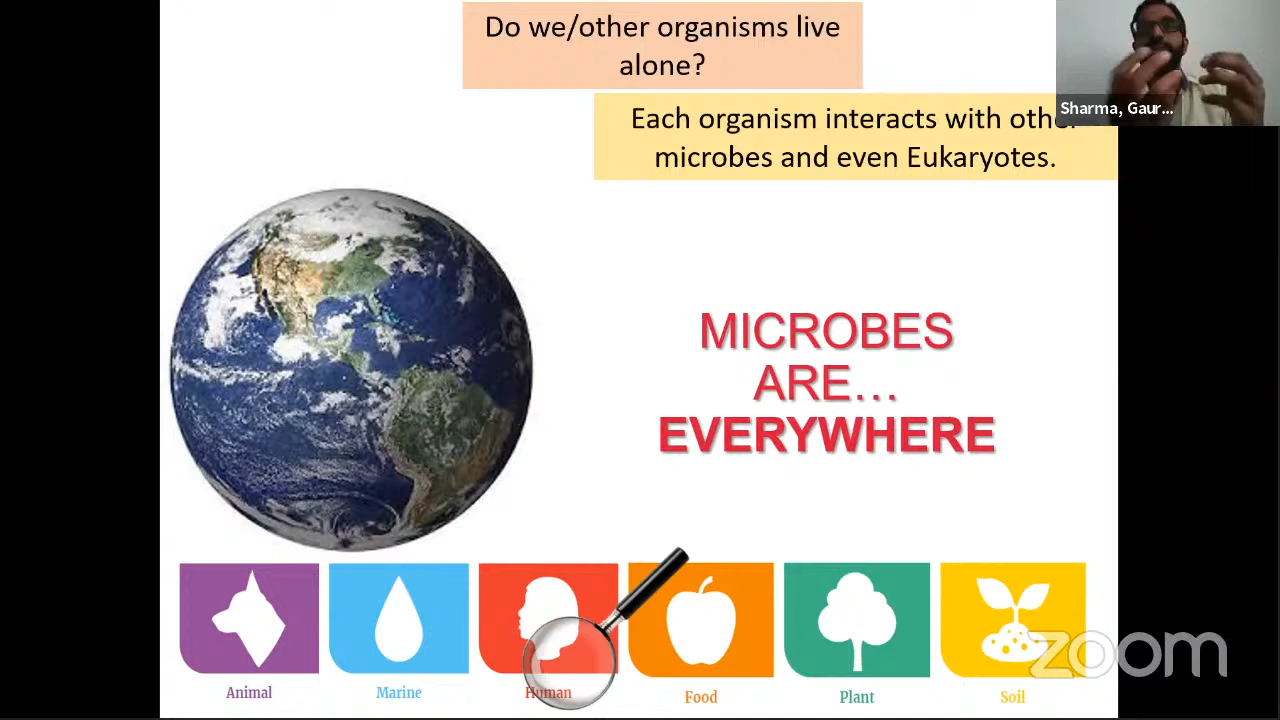 Do we/other organisms live
alone?
Sharma, Gaur...
Each organism interacts with other
microbes and even Eukaryotes.
MICROBES
ARE...
EVERYWHERE
Animal
Marine
Human
Food
Plant
Soil
zoom